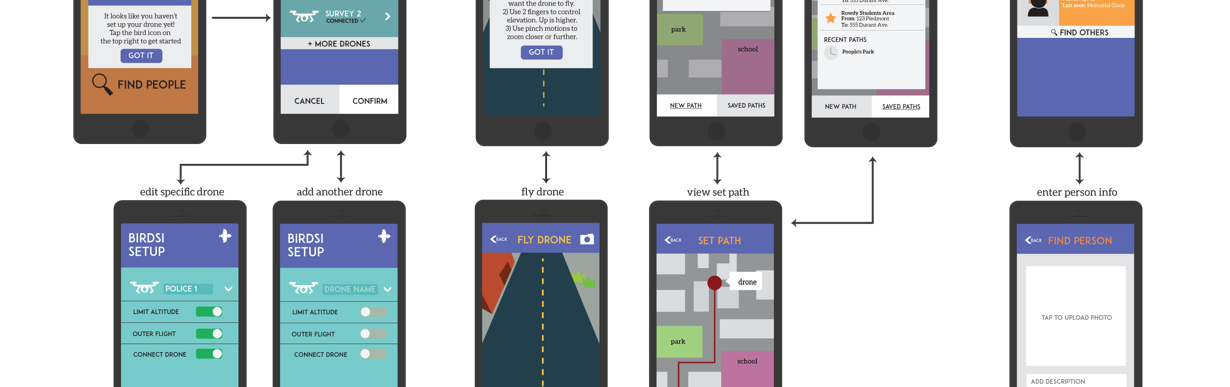 It looks like you haven't
set up your drone!
Tap the bird icon on
the top right to get started
GOT IT
FIND PEOPLE
SURVEY 2
CONNECTED
+ MORE DRONES
CANCEL
CONFIRM
want the drone to fly.
2) Use 2 fingers to control
elevation. Up is higher.
3) Use pinch motions to
zoom closer or further.
GOT IT
park
school
NEW PATH
SAVED PATHS
To: 555 Durant Ave.
Rowdy Students Area
From: 123 Piedmont
To: 555 Durant Ave.
RECENT PATHS
People's Park
NEW PATH
SAVED PATHS
Last seen: Memorial Glade
FIND OTHERS
edit specific drone
add another drone
fly drone
view set path
enter person info
BIRDSI
SETUP
POLICE 1
LIMIT ALTITUDE
OUTER FLIGHT
CONNECT DRONE
BIRDSI
SETUP
DRONE NAME
LIMIT ALTITUDE
OUTER FLIGHT
CONNECT DRONE
BACK
FLY DRONE
BACK
SET PATH
drone
park
school
BACK
FIND PERSON
TAP TO UPLOAD PHOTO
ADD DESCRIPTION